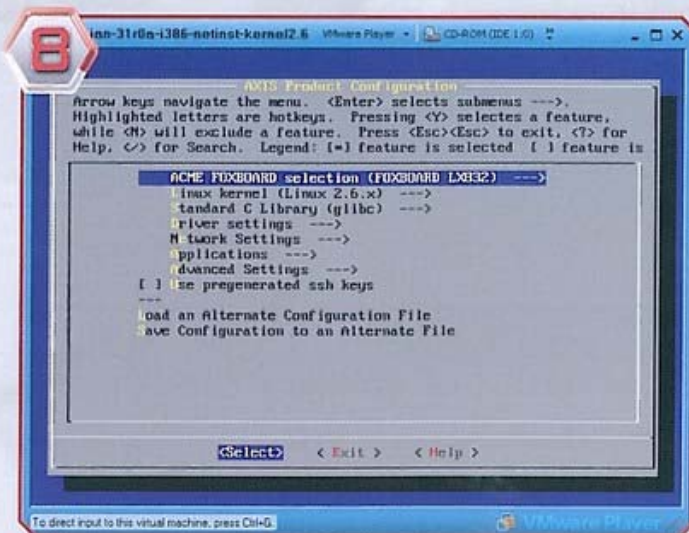 8
ian-31r0a-i386-netinst-kernel2.6 VMware Player CD-ROM (IDE 1:0)
AXIS Product Configuration
Arrow keys navigate the menu. <Enter> selects submenus --->.
Highlighted letters are hotkeys. Pressing <Y> selectes a feature,
while <N> will exclude a feature. Press <Esc><Esc> to exit, <?> for
Help, </> for Search. Legend: [*] feature is selected [ ] feature is
ACME FOXBOARD selection (FOXBOARD LX832) --->
Linux kernel (Linux 2.6.x) --->
Standard C Library (glibc) --->
Driver settings --->
Network Settings --->
Applications --->
Advanced Settings --->
[ ] Use pregenerated ssh keys
---
Load an Alternate Configuration File
Save Configuration to an Alternate File
<Select> < Exit > < Help >
To direct input to this virtual machine, press Ctrl+G.
VMware Player